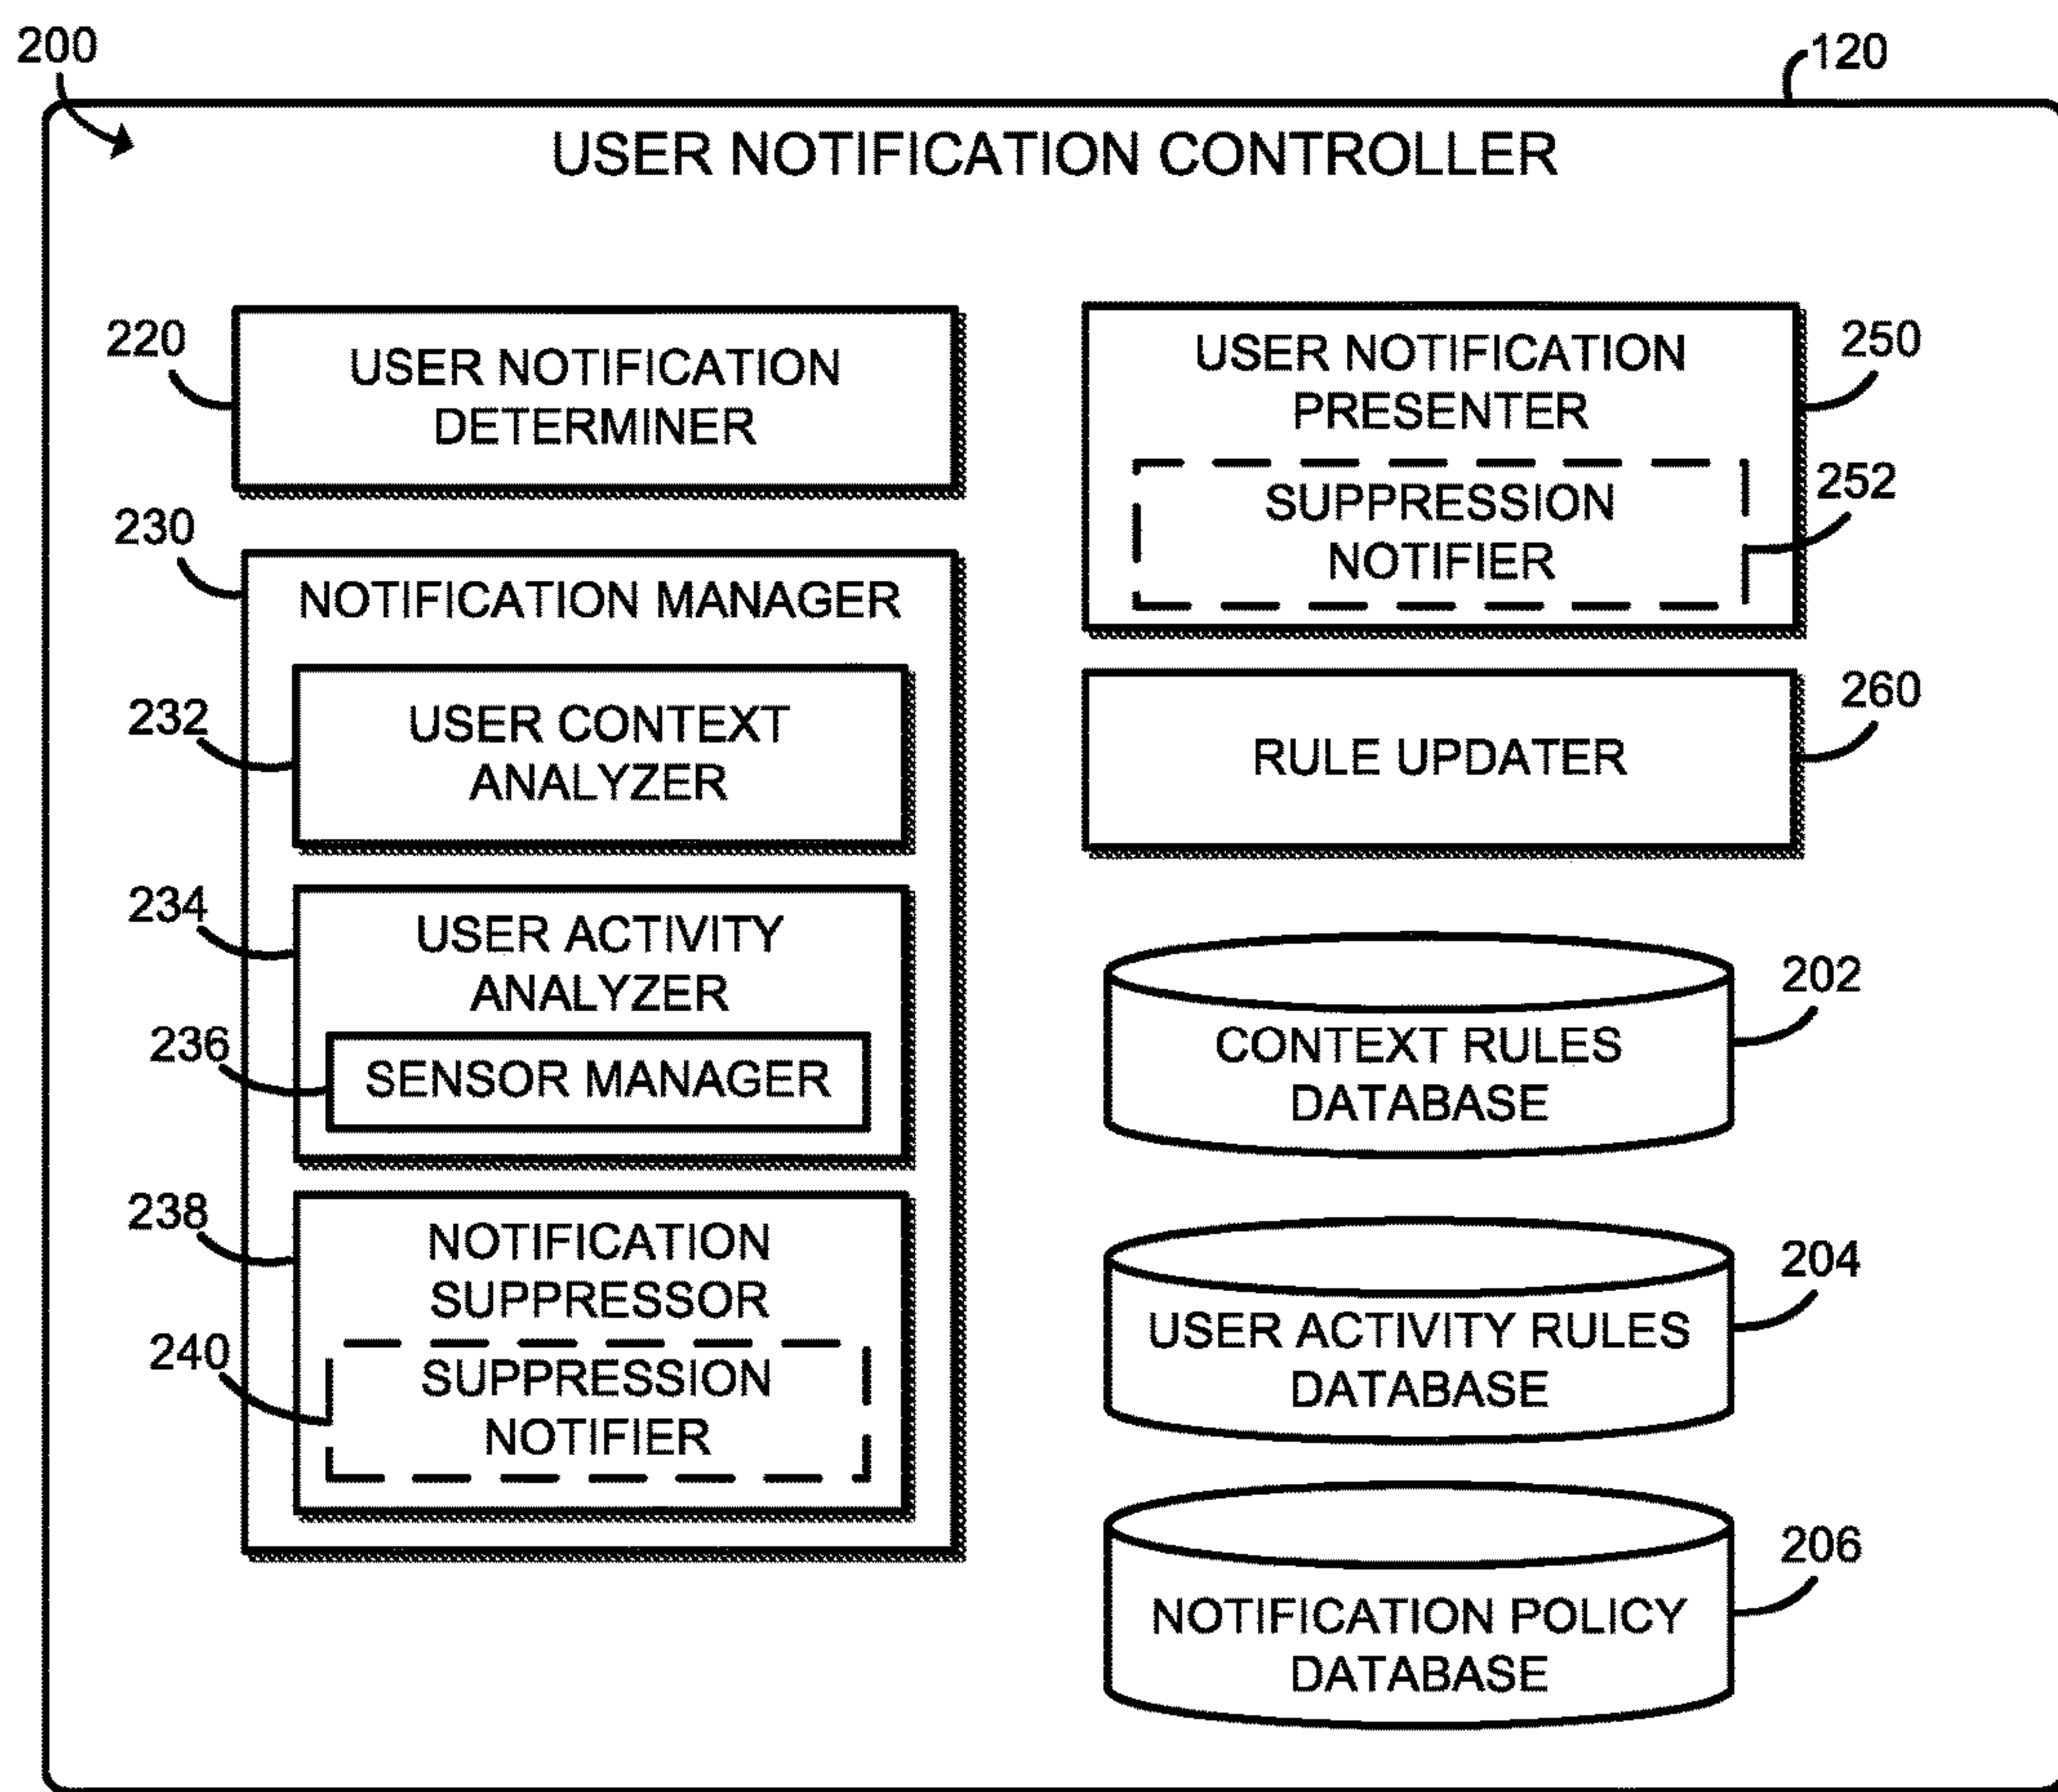 200
120
USER NOTIFICATION CONTROLLER
220
USER NOTIFICATION
DETERMINER
230
NOTIFICATION MANAGER
232
USER CONTEXT
ANALYZER
234
USER ACTIVITY
ANALYZER
236
SENSOR MANAGER
238
NOTIFICATION
SUPPRESSOR
240
SUPPRESSION
NOTIFIER
USER NOTIFICATION
PRESENTER
250
SUPPRESSION
NOTIFIER
252
RULE UPDATER
260
CONTEXT RULES
DATABASE
202
USER ACTIVITY RULES
DATABASE
204
NOTIFICATION POLICY
DATABASE
206